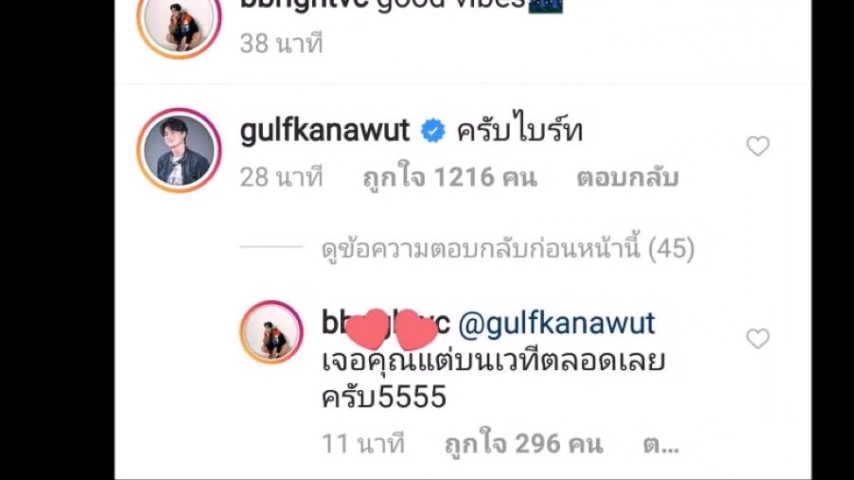 bbrightvc good vibes
38 นาที
gulfkanawut ครับไบร์ท
28 นาที ถูกใจ 1216 คน ตอบกลับ
ดูข้อความตอบกลับก่อนหน้านี้ (45)
@gulfkanawut
เจอคุณแต่บนเวทีตลอดเลย
ครับ5555
11 นาที ถูกใจ 296 คน ต...